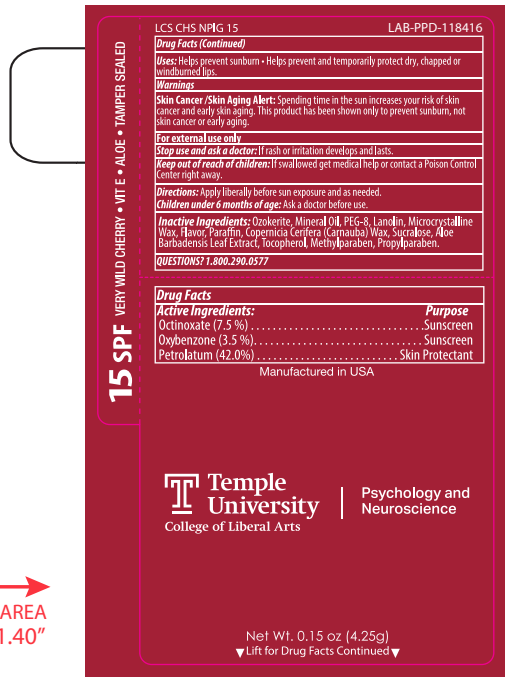 LCS CHS NPIG 15
LAB-PPD-118416
Drug Facts (Continued)
Uses: Helps prevent sunburn • Helps prevent and temporarily protect dry, chapped or
windburned lips.
Warnings
Skin Cancer /Skin Aging Alert: Spending time in the sun increases your risk of skin
cancer and early skin aging. This product has been shown only to prevent sunburn, not
skin cancer or early aging.
For external use only
Stop use and ask a doctor: If rash or irritation develops and lasts.
Keep out of reach of children: If swallowed get medical help or contact a Poison Control
Center right away.
Directions: Apply liberally before sun exposure and as needed.
Children under 6 months of age: Ask a doctor before use.
Inactive Ingredients: Ozokerite, Mineral Oil, PEG-8, Lanolin, Microcrystalline
Wax, Flavor, Paraffin, Copernicia Cerifera (Carnauba) Wax, Sucralose, Aloe
Barbadensis Leaf Extract, Tocopherol, Methylparaben, Propylparaben.
QUESTIONS? 1.800.290.0577
15 SPF VERY WILD CHERRY • VIT E • ALOE • TAMPER SEALED
Drug Facts
Active Ingredients: Purpose
Octinoxate (7.5 %) . . . . . . . . . . . . . . . . . . . . . . . . . . . . . . Sunscreen
Oxybenzone (3.5 %). . . . . . . . . . . . . . . . . . . . . . . . . . . . . Sunscreen
Petrolatum (42.0%) . . . . . . . . . . . . . . . . . . . . . . . . Skin Protectant
Manufactured in USA
Temple
University
College of Liberal Arts
Psychology and
Neuroscience
AREA
1.40”
Net Wt. 0.15 oz (4.25g)
▼Lift for Drug Facts Continued▼